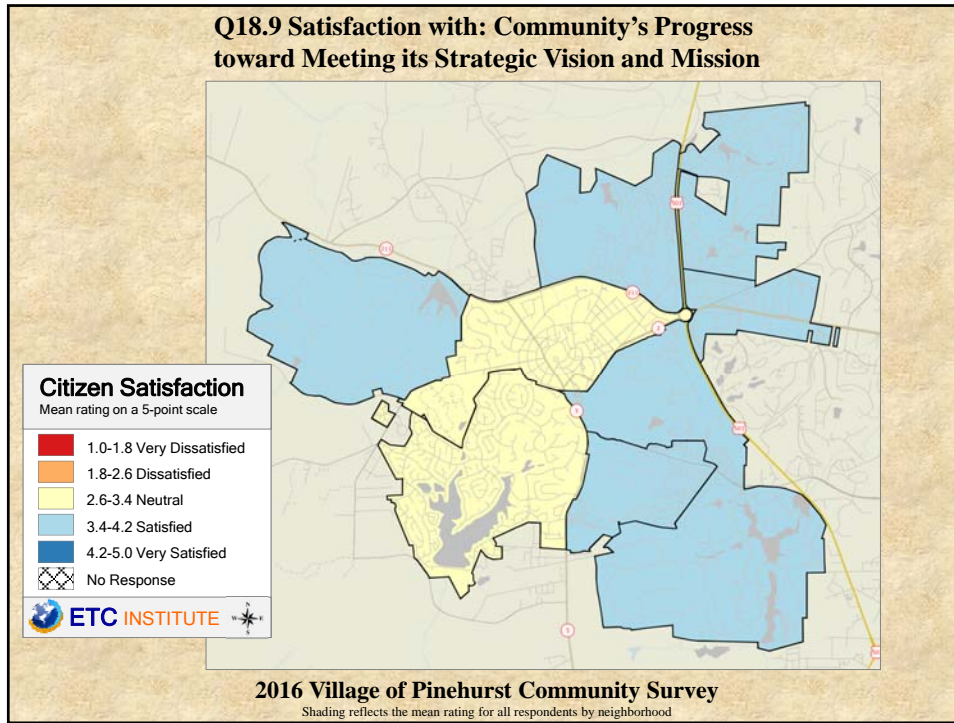 Q18.9 Satisfaction with: Community's Progress
toward Meeting its Strategic Vision and Mission
211
5
Citizen Satisfaction
Mean rating on a 5-point scale
1.0-1.8 Very Dissatisfied
1.8-2.6 Dissatisfied
2.6-3.4 Neutral
3.4-4.2 Satisfied
4.2-5.0 Very Satisfied
No Response
ETC INSTITUTE
N
W E
S
2016 Village of Pinehurst Community Survey
Shading reflects the mean rating for all respondents by neighborhood